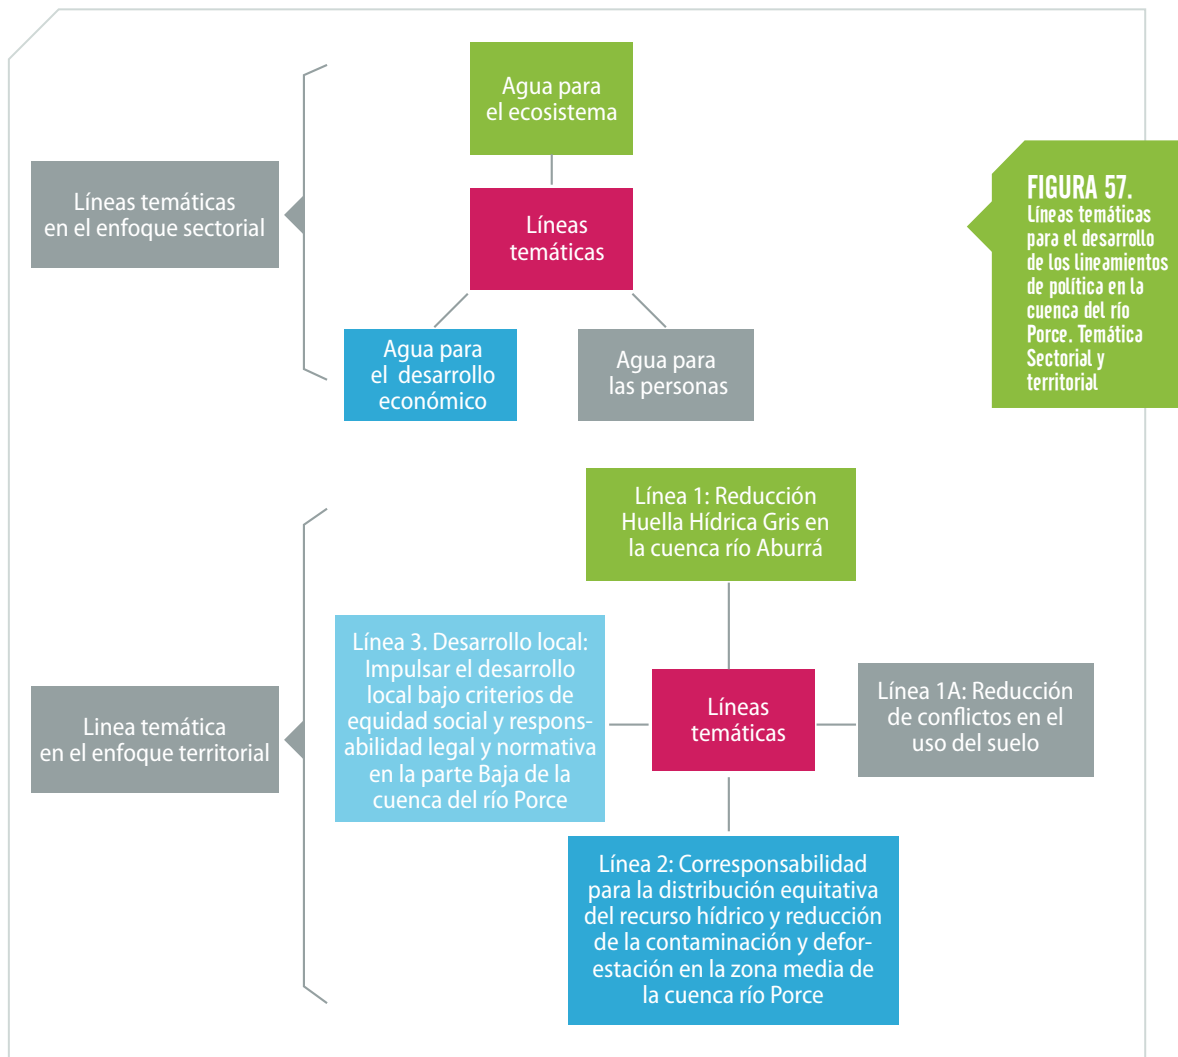 Agua para
el ecosistema
Líneas temáticas
en el enfoque sectorial
Líneas
temáticas
Agua para
el desarrollo
económico
Agua para
las personas
FIGURA 57.
Líneas temáticas
para el desarrollo
de los lineamientos
de política en la
cuenca del río
Porce. Temática
Sectorial y
territorial
Línea 1: Reducción
Huella Hídrica Gris en
la cuenca río Aburrá
Línea 3. Desarrollo local:
Impulsar el desarrollo
local bajo criterios de
equidad social y respons-
abilidad legal y normativa
en la parte Baja de la
cuenca del río Porce
Líneas
temáticas
Línea 1A: Reducción
de conflictos en el
uso del suelo
Linea temática
en el enfoque territorial
Línea 2: Corresponsabilidad
para la distribución equitativa
del recurso hídrico y reducción
de la contaminación y defor-
estación en la zona media de
la cuenca río Porce